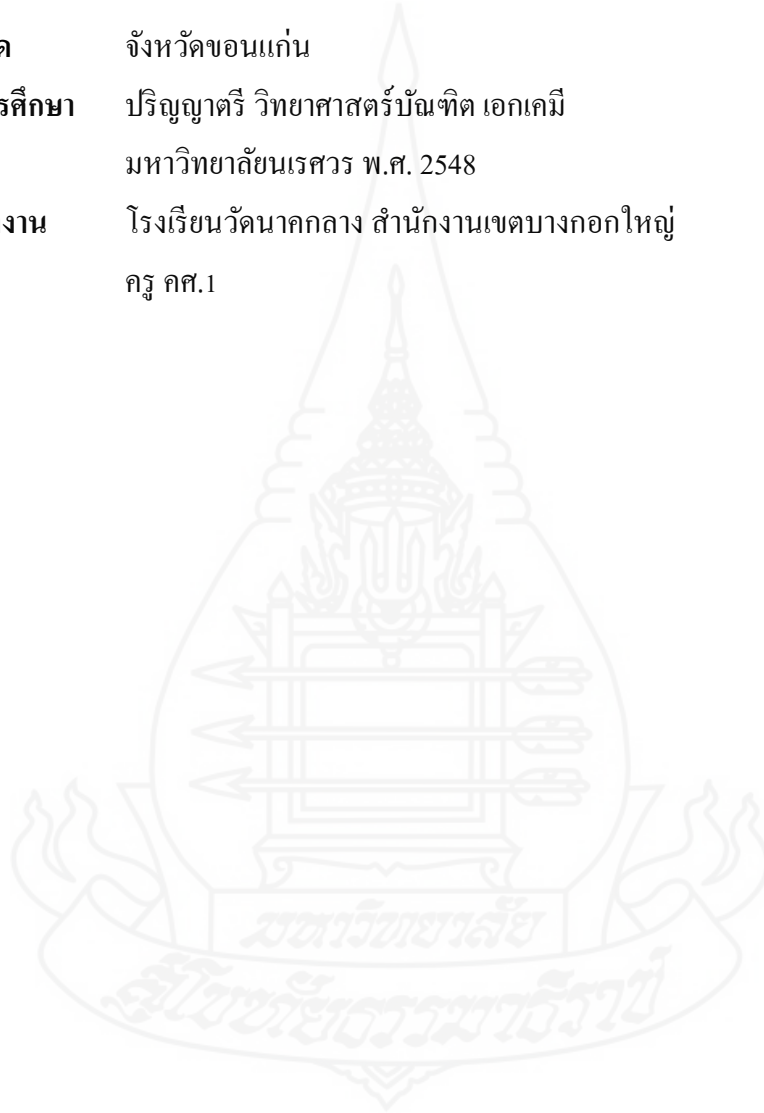 ด จังหวัดขอนแก่น
รศึกษา ปริญญาตรี วิทยาศาสตร์บัณฑิต เอกเคมี
มหาวิทยาลัยนเรศวร พ.ศ. 2548
งาน โรงเรียนวัดนาคกลาง สำนักงานเขตบางกอกใหญ่
ครู คศ.1
มหาวิทยาลัย
สุโขทัยธรรมาธิราช